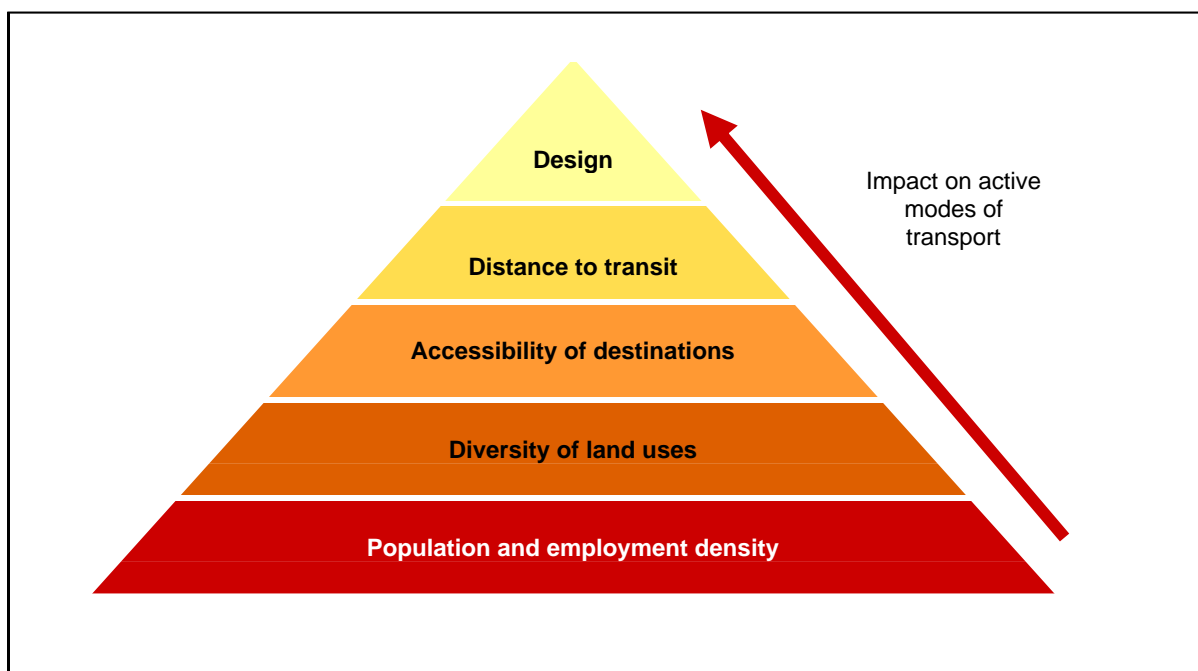 Design
Distance to transit
Accessibility of destinations
Diversity of land uses
Population and employment density
Impact on active
modes of
transport